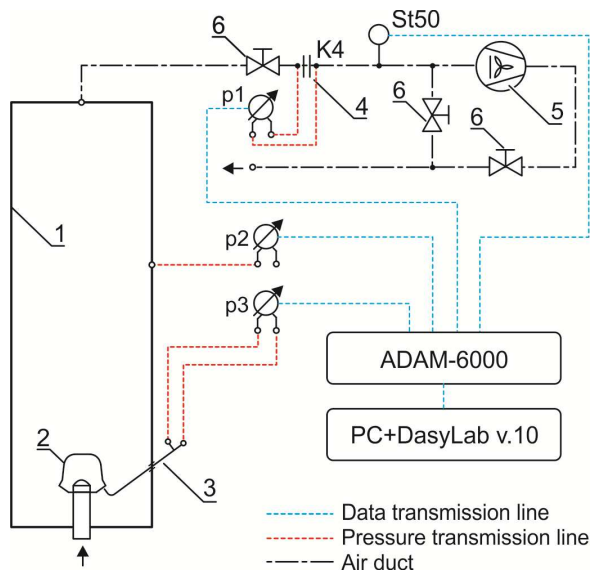 St50
6
K4
p1
4
6
6
5
1
p2
p3
ADAM-6000
2
PC+DasyLab v.10
3
Data transmission line
Pressure transmission line
Air duct